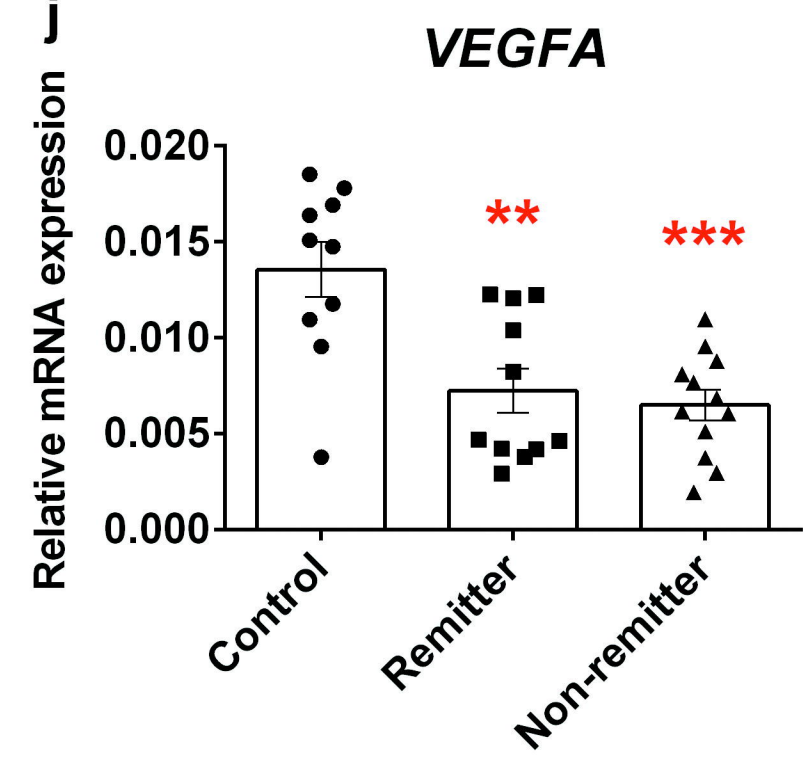 j
VEGFA
Relative mRNA expression
0.020
0.015
0.010
0.005
0.000
**
***
Control
Remitter
Non-remitter